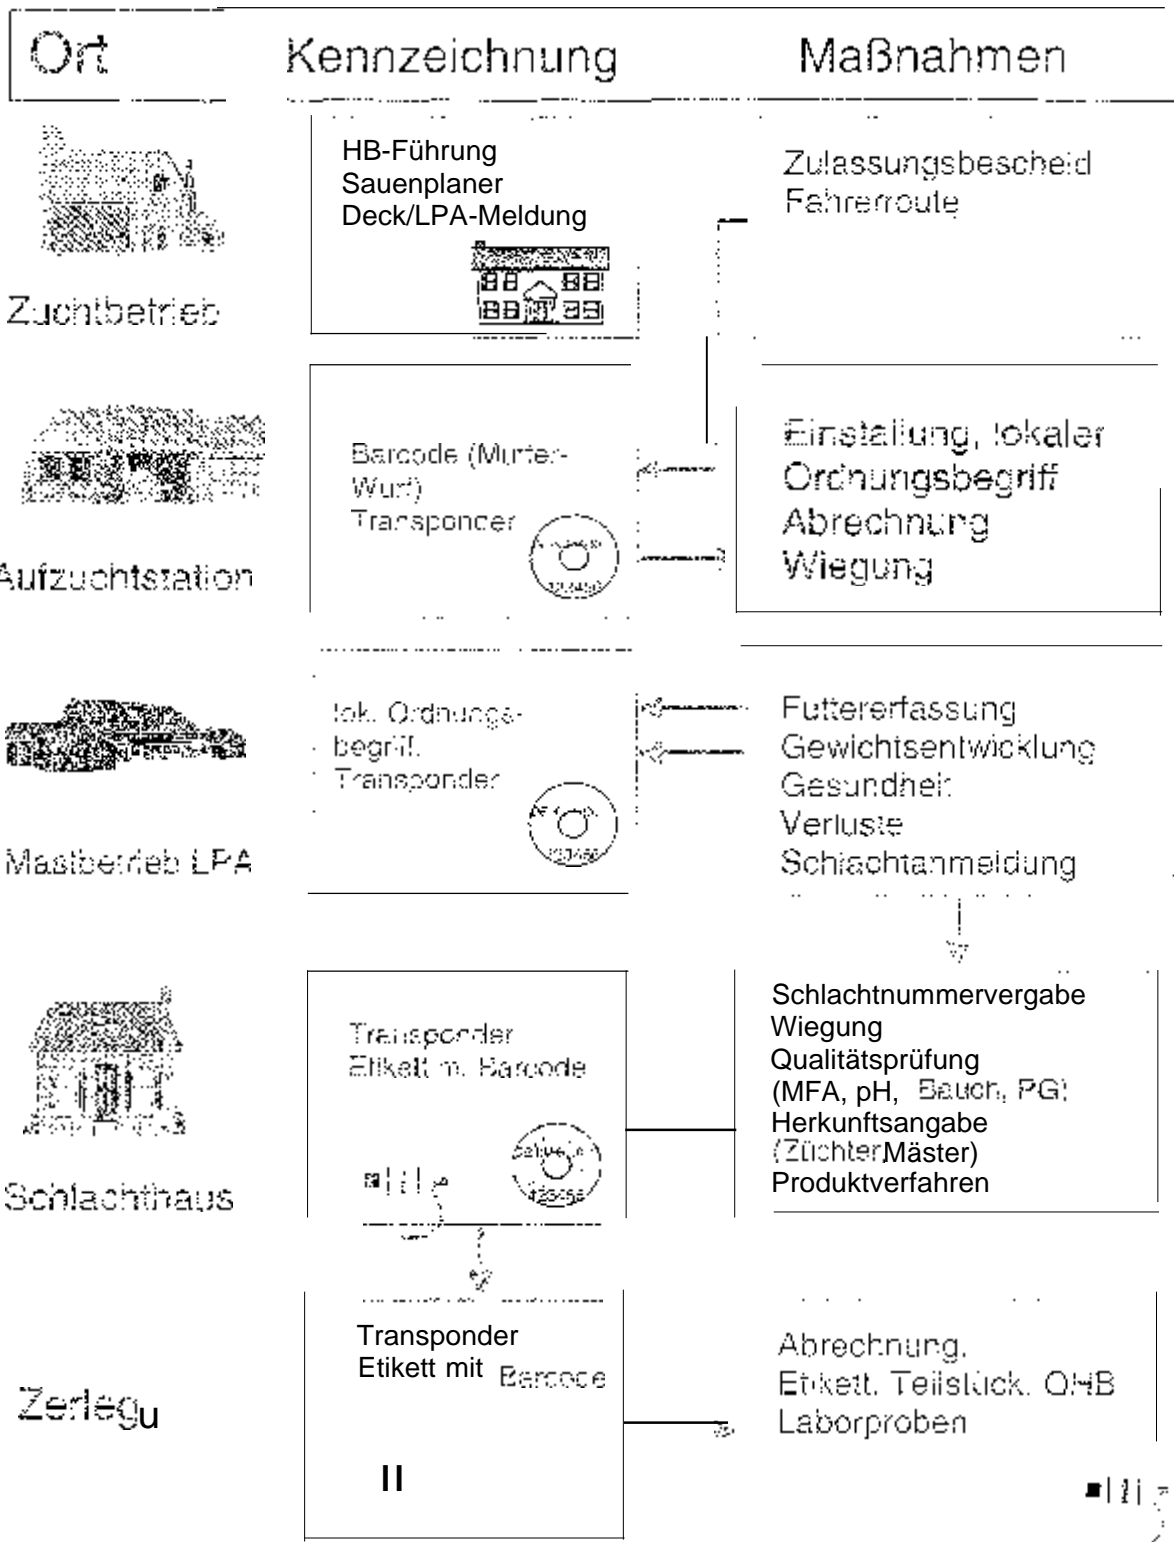 Ort Kennzeichnung Maßnahmen
HB-Führung
Sauenplaner
Deck/LPA-Meldung
Zulassungsbescheid
Fahrerroute
Zuchtbetrieb
Barcode (Mutter-
Wurf)
Transponder
123456
Einstallung, lokaler
Ordnungsbegriff
Abrechnung
Wiegung
Aufzuchtstation
lok. Ordnungs-
begriff.
Transponder
123456
Futtererfassung
Gewichtsentwicklung
Gesundheit
Verluste
Schlachtanmeldung
Mastbetrieb LPA
Transponder
Etikett m. Barcode
123456
Schlachtnummervergabe
Wiegung
Qualitätsprüfung
(MFA, pH, Bauch, PG)
Herkunftsangabe
(Züchter,Mäster)
Produktverfahren
Schlachthaus
Transponder
Etikett mit Barcode
Abrechnung.
Etikett. Teilstück. QHB
Laborproben
Zerlegu